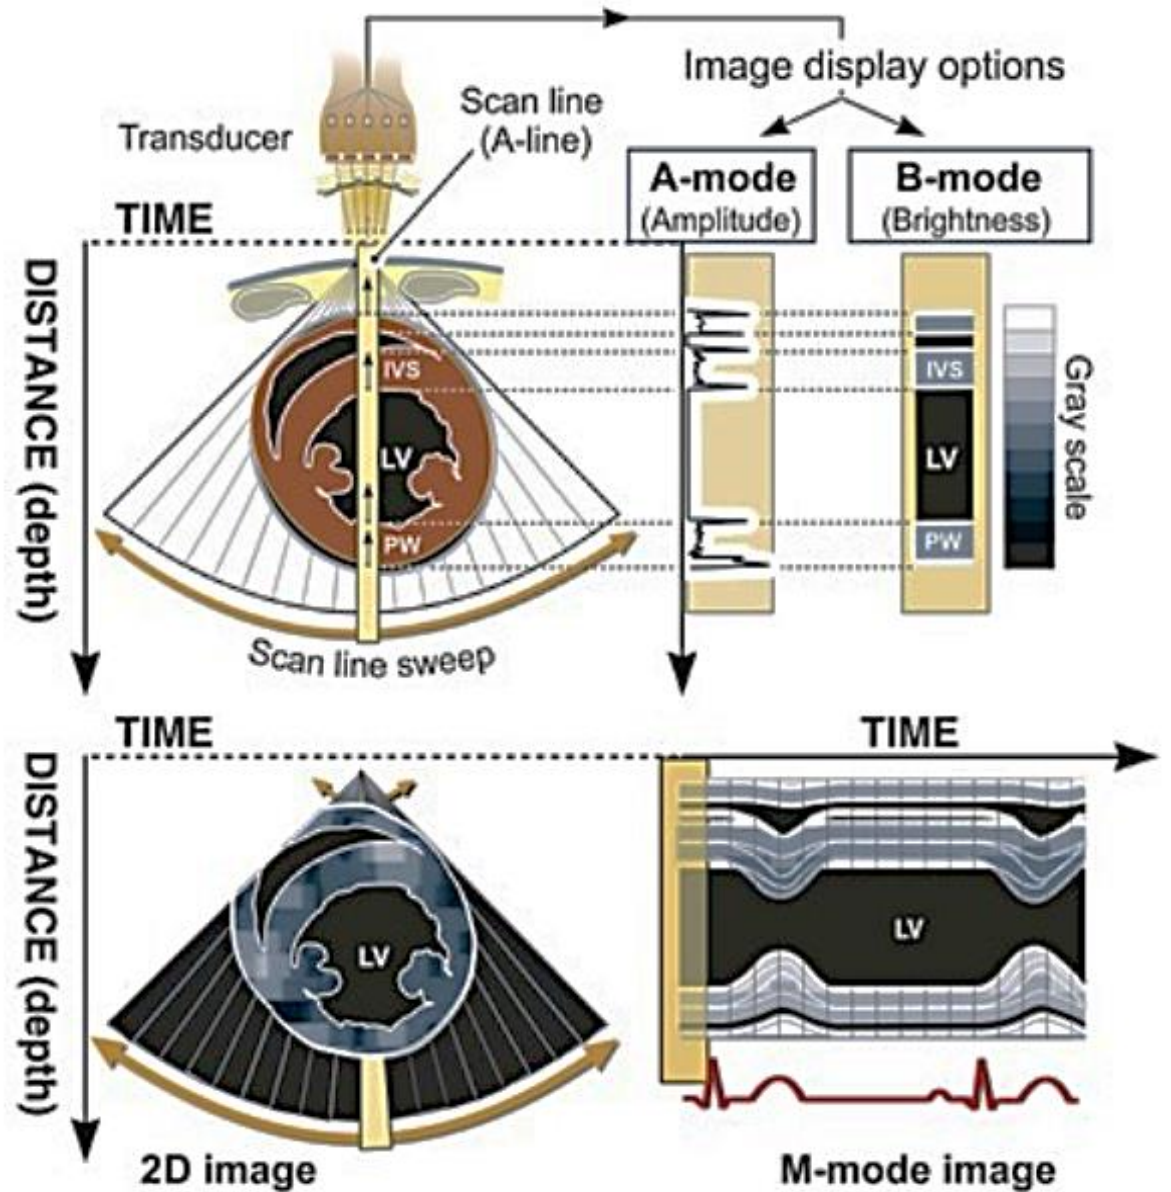 Image display options
Scan line
(A-line)
Transducer
A-mode
(Amplitude)
B-mode
(Brightness)
TIME
DISTANCE (depth)
IVS
LV
PW
IVS
LV
PW
Gray scale
Scan line sweep
TIME
TIME
DISTANCE (depth)
LV
LV
2D image
M-mode image